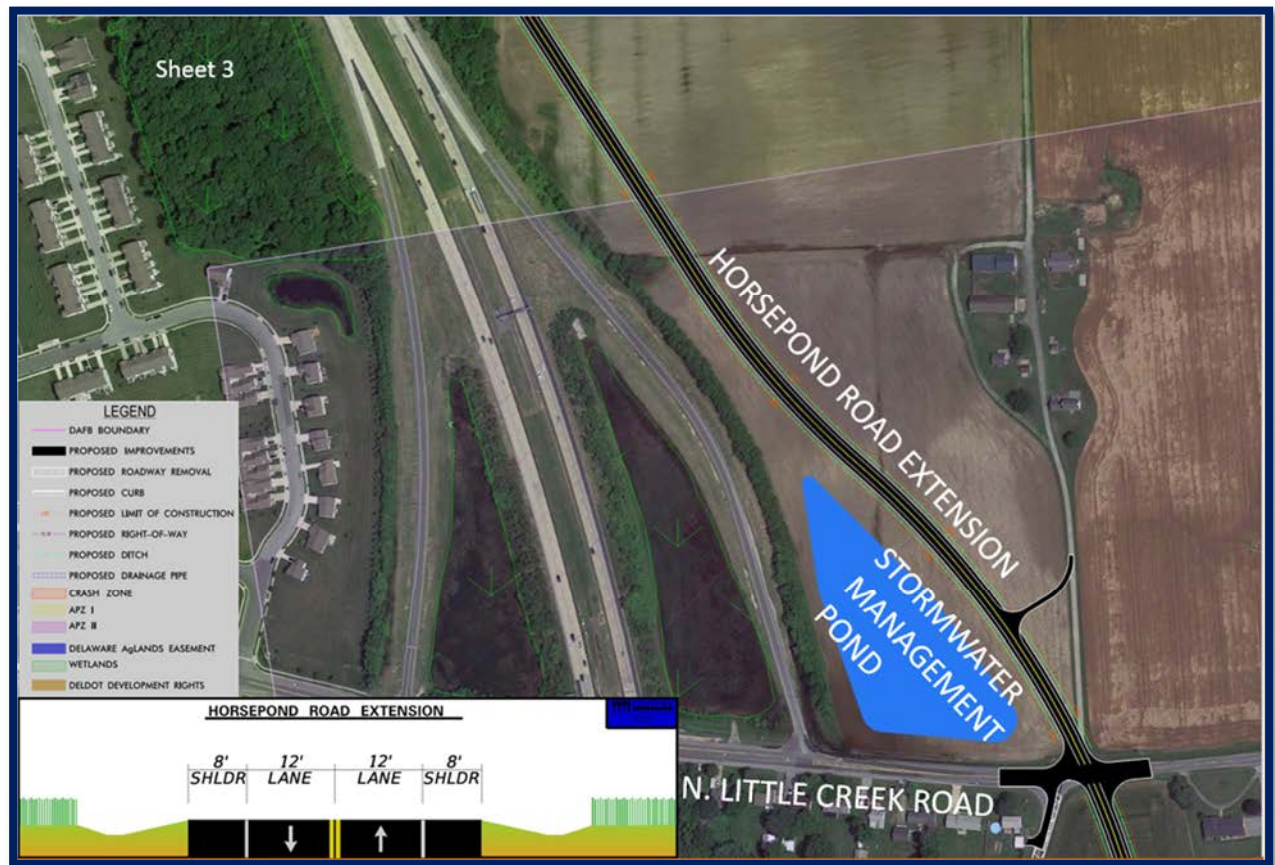 Sheet 3
HORSEPOND ROAD EXTENSION
STORMWATER
MANAGEMENT
POND
N. LITTLE CREEK ROAD
LEGEND
DAFB BOUNDARY
PROPOSED IMPROVEMENTS
PROPOSED ROADWAY REMOVAL
PROPOSED CURB
PROPOSED LIMIT OF CONSTRUCTION
PROPOSED RIGHT-OF-WAY
PROPOSED DITCH
PROPOSED DRAINAGE PIPE
CRASH ZONE
APZ I
APZ II
DELAWARE AgLANDS EASEMENT
WETLANDS
DELDOT DEVELOPMENT RIGHTS
HORSEPOND ROAD EXTENSION
8' 12' 12' 8'
SHLDR LANE LANE SHLDR